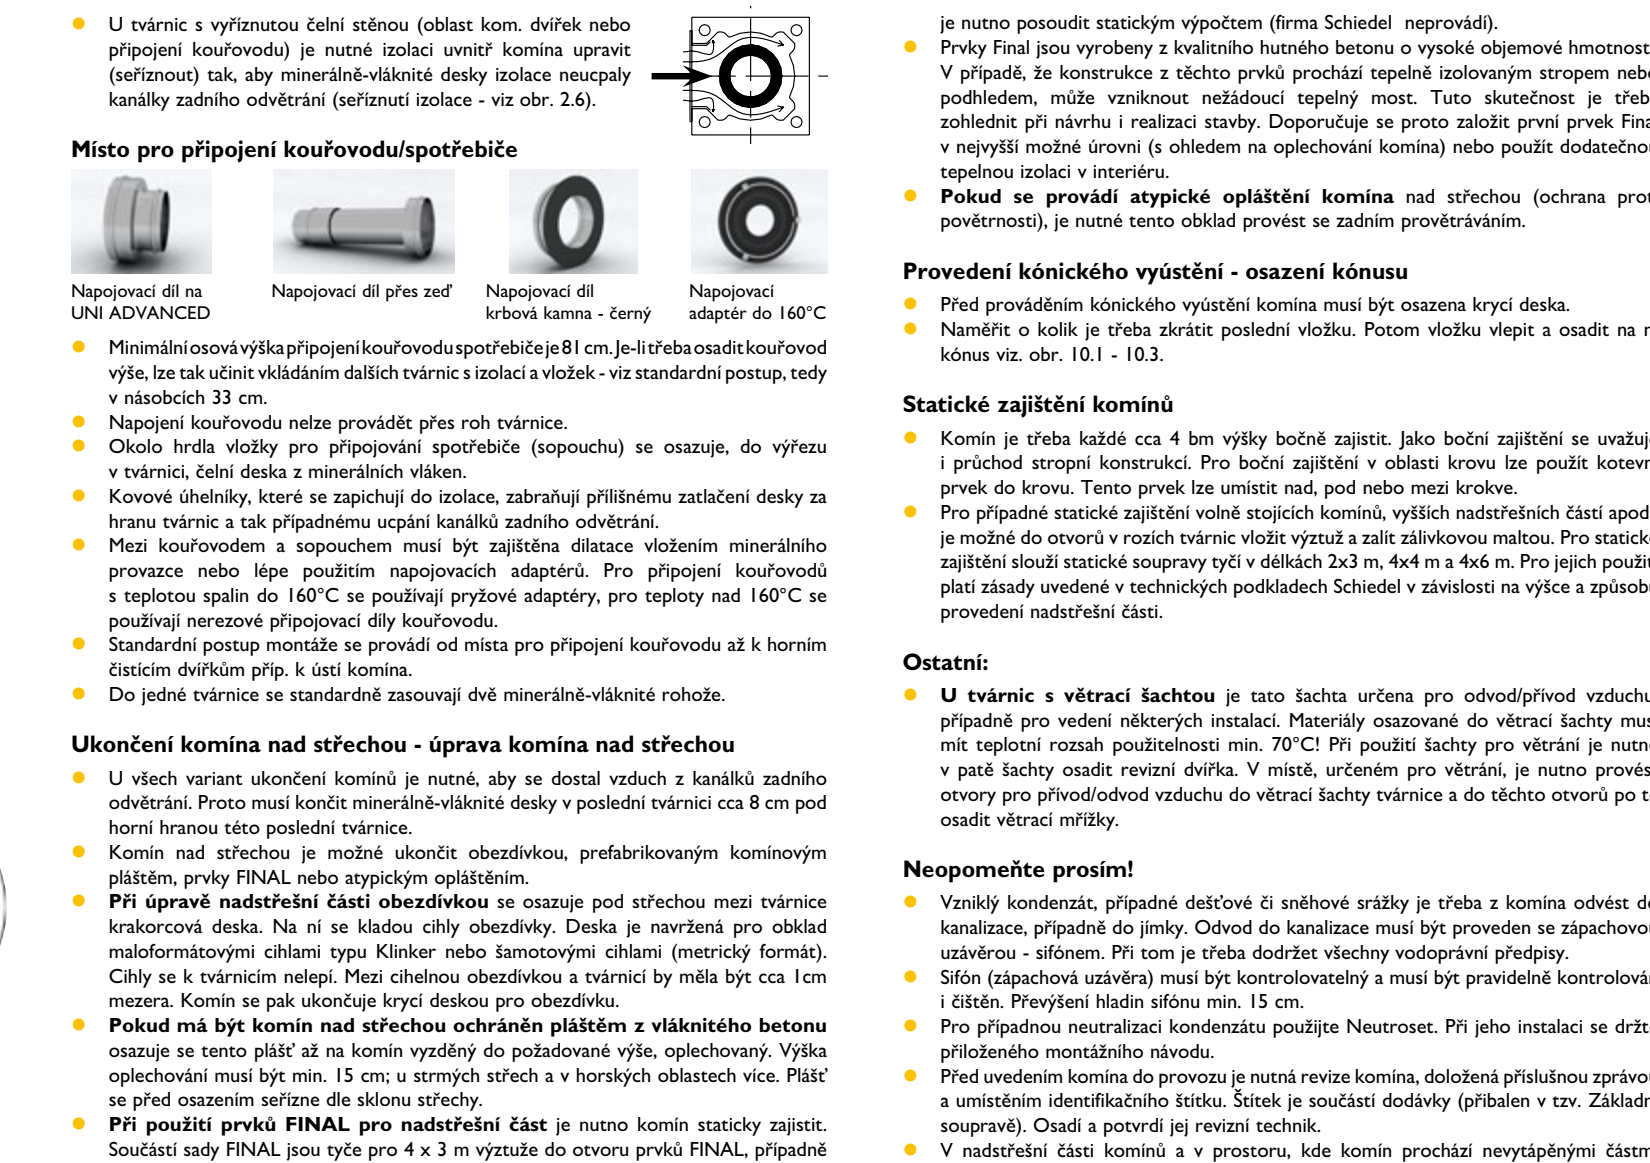 U tvárnic s vyříznutou čelní stěnou (oblast kom. dvířek nebo
připojení kouřovodu) je nutné izolaci uvnitř komína upravit
(seříznout) tak, aby minerálně-vláknité desky izolace neucpaly
kanálky zadního odvětrání (seříznutí izolace - viz obr. 2.6).
Místo pro připojení kouřovodu/spotřebiče
Napojovací díl na
UNI ADVANCED
Napojovací díl přes zeď
Napojovací díl
krbová kamna - černý
Napojovací
adaptér do 160°C
Minimální osová výška připojení kouřovodu spotřebiče je 81 cm. Je-li třeba osadit kouřovod
výše, lze tak učinit vkládáním dalších tvárnic s izolací a vložek - viz standardní postup, tedy
v násobcích 33 cm.
Napojení kouřovodu nelze provádět přes roh tvárnice.
Okolo hrdla vložky pro připojování spotřebiče (sopouchu) se osazuje, do výřezu
v tvárnici, čelní deska z minerálních vláken.
Kovové úhelníky, které se zapichují do izolace, zabraňují přílišnému zatlačení desky za
hranu tvárnic a tak případnému ucpání kanálků zadního odvětrání.
Mezi kouřovodem a sopouchem musí být zajištěna dilatace vložením minerálního
provazce nebo lépe použitím napojovacích adaptérů. Pro připojení kouřovodů
s teplotou spalin do 160°C se používají pryžové adaptéry, pro teploty nad 160°C se
používají nerezové připojovací díly kouřovodu.
Standardní postup montáže se provádí od místa pro připojení kouřovodu až k horním
čistícím dvířkům příp. k ústí komína.
Do jedné tvárnice se standardně zasouvají dvě minerálně-vláknité rohože.
Ukončení komína nad střechou - úprava komína nad střechou
U všech variant ukončení komínů je nutné, aby se dostal vzduch z kanálků zadního
odvětrání. Proto musí končit minerálně-vláknité desky v poslední tvárnici cca 8 cm pod
horní hranou této poslední tvárnice.
Komín nad střechou je možné ukončit obezdívkou, prefabrikovaným komínovým
pláštěm, prvky FINAL nebo atypickým opláštěním.
Při úpravě nadstřešní části obezdívkou se osazuje pod střechou mezi tvárnice
krakorcová deska. Na ní se kladou cihly obezdívky. Deska je navržená pro obklad
maloformátovými cihlami typu Klinker nebo šamotovými cihlami (metrický formát).
Cihly se k tvárnicím nelepí. Mezi cihelnou obezdívkou a tvárnicí by měla být cca 1cm
mezera. Komín se pak ukončuje krycí deskou pro obezdívku.
Pokud má být komín nad střechou ochráněn pláštěm z vláknitého betonu
osazuje se tento plášť až na komín vyzděný do požadované výše, oplechovaný. Výška
oplechování musí být min. 15 cm; u strmých střech a v horských oblastech více. Plášť
se před osazením seřízne dle sklonu střechy.
Při použití prvků FINAL pro nadstřešní část je nutno komín staticky zajistit.
Součástí sady FINAL jsou tyče pro 4 x 3 m výztuže do otvoru prvků FINAL, případně
je nutno posoudit statickým výpočtem (firma Schiedel neprovádí).
Prvky Final jsou vyrobeny z kvalitního hutného betonu o vysoké objemové hmotnost
V případě, že konstrukce z těchto prvků prochází tepelně izolovaným stropem nebo
podhledem, může vzniknout nežádoucí tepelný most. Tuto skutečnost je třeb
zohlednit při návrhu i realizaci stavby. Doporučuje se proto založit první prvek Fina
v nejvyšší možné úrovni (s ohledem na oplechování komína) nebo použít dodatečnou
tepelnou izolaci v interiéru.
Pokud se provádí atypické opláštění komína nad střechou (ochrana prot
povětrnosti), je nutné tento obklad provést se zadním provětráváním.
Provedení kónického vyústění - osazení kónusu
Před prováděním kónického vyústění komína musí být osazena krycí deska.
Naměřit o kolik je třeba zkrátit poslední vložku. Potom vložku vlepit a osadit na n
kónus viz. obr. 10.1 - 10.3.
Statické zajištění komínů
Komín je třeba každé cca 4 bm výšky bočně zajistit. Jako boční zajištění se uvažuje
i průchod stropní konstrukcí. Pro boční zajištění v oblasti krovu lze použít kotevn
prvek do krovu. Tento prvek lze umístit nad, pod nebo mezi krokve.
Pro případné statické zajištění volně stojících komínů, vyšších nadstřešních částí apod.
je možné do otvorů v rozích tvárnic vložit výztuž a zalít zálivkovou maltou. Pro statické
zajištění slouží statické soupravy tyčí v délkách 2x3 m, 4x4 m a 4x6 m. Pro jejich použit
platí zásady uvedené v technických podkladech Schiedel v závislosti na výšce a způsobu
provedení nadstřešní části.
Ostatní:
U tvárnic s větrací šachtou je tato šachta určena pro odvod/přívod vzduchu
případně pro vedení některých instalací. Materiály osazované do větrací šachty mus
mít teplotní rozsah použitelnosti min. 70°C! Při použití šachty pro větrání je nutno
v patě šachty osadit revizní dvířka. V místě, určeném pro větrání, je nutno provés
otvory pro přívod/odvod vzduchu do větrací šachty tvárnice a do těchto otvorů po t
osadit větrací mřížky.
Neopomeňte prosím!
Vzniklý kondenzát, případné dešťové či sněhové srážky je třeba z komína odvést do
kanalizace, případně do jímky. Odvod do kanalizace musí být proveden se zápachovou
uzávěrou - sifónem. Při tom je třeba dodržet všechny vodoprávní předpisy.
Sifón (zápachová uzávěra) musí být kontrolovatelný a musí být pravidelně kontrolován
i čištěn. Převýšení hladin sifónu min. 15 cm.
Pro případnou neutralizaci kondenzátu použijte Neutroset. Při jeho instalaci se držte
přiloženého montážního návodu.
Před uvedením komína do provozu je nutná revize komína, doložená příslušnou zprávou
a umístěním identifikačního štítku. Štítek je součástí dodávky (přibalen v tzv. Základn
soupravě). Osadí a potvrdí jej revizní technik.
V nadstřešní části komínů a v prostoru, kde komín prochází nevytápěnými částm